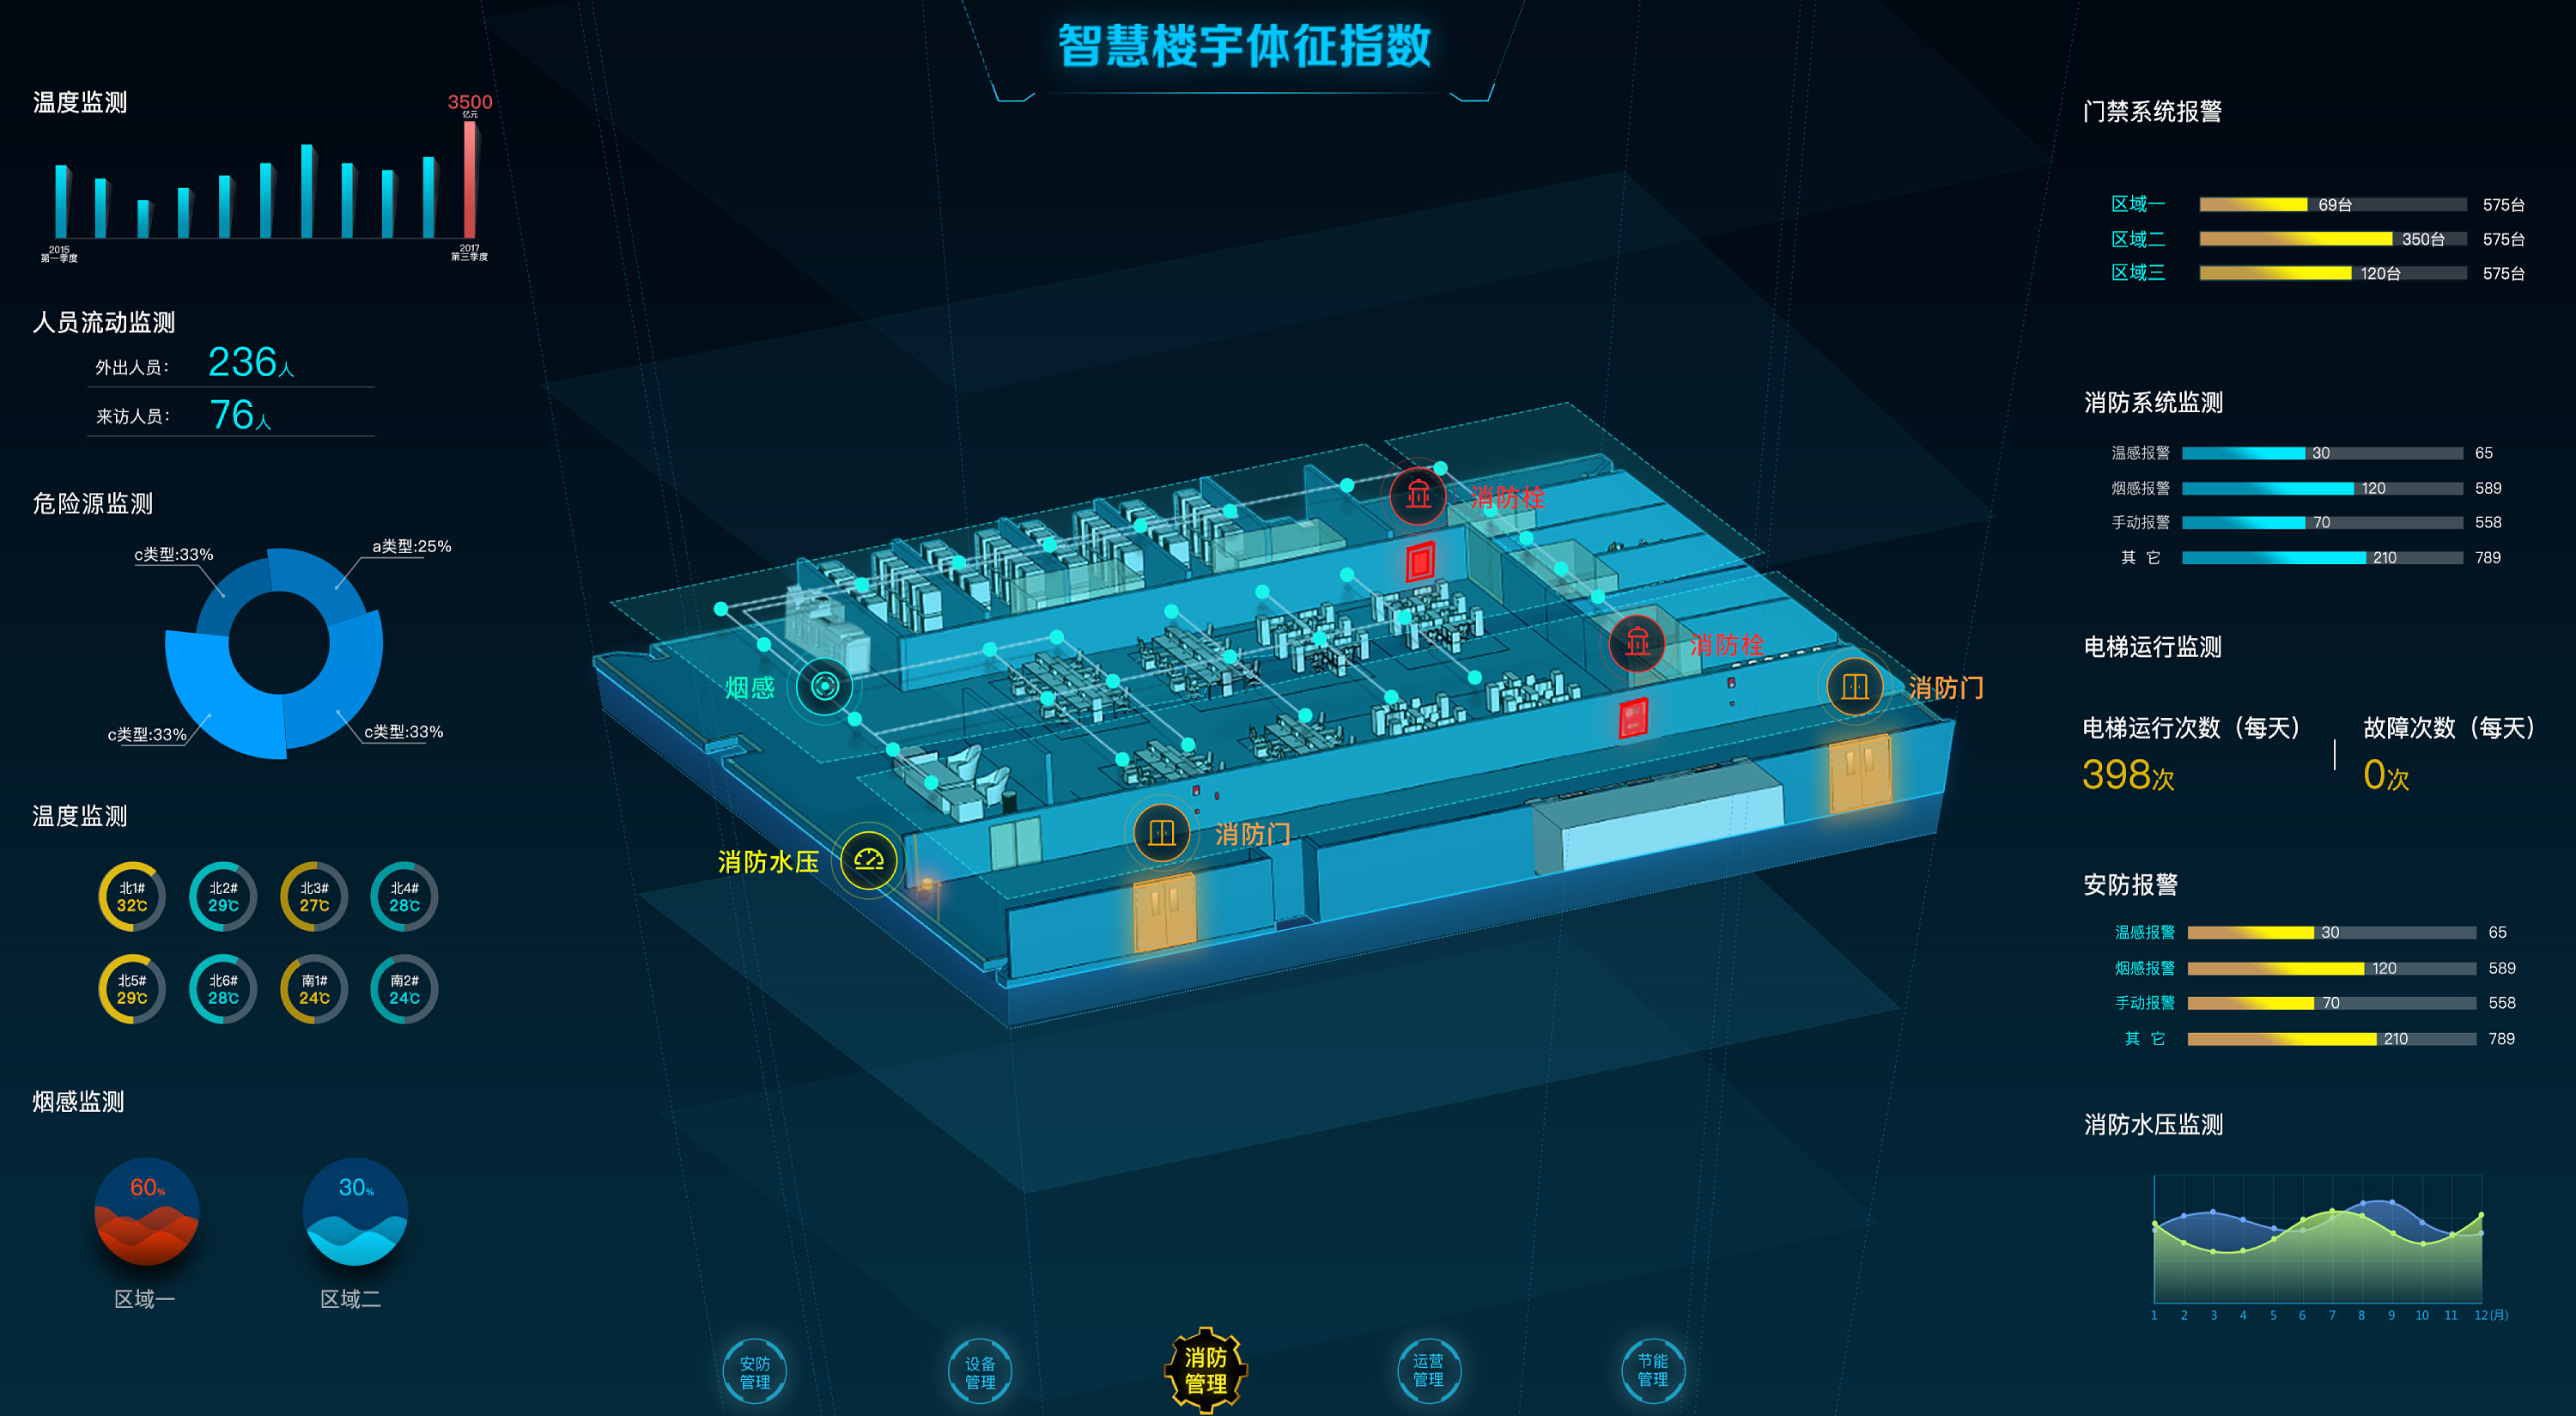 智慧楼宇体征指数
温度监测
3500
亿元
2015
第一季度
2017
第三季度
人员流动监测
外出人员：
236人
来访人员：
76人
危险源监测
c类型:33%
a类型:25%
c类型:33%
c类型:33%
温度监测
北1#
32℃
北2#
29℃
北3#
27℃
北4#
28℃
北5#
29℃
北6#
28℃
南1#
24℃
南2#
24℃
烟感监测
60%
30%
区域一
区域二
消防栓
消防栓
烟感
消防门
消防门
消防水压
安防
管理
设备
管理
消防
管理
运营
管理
节能
管理
门禁系统报警
区域一 69台 575台
区域二 350台 575台
区域三 120台 575台
消防系统监测
温感报警 30 65
烟感报警 120 589
手动报警 70 558
其 它 210 789
电梯运行监测
电梯运行次数（每天）
398次
故障次数（每天）
0次
安防报警
温感报警 30 65
烟感报警 120 589
手动报警 70 558
其 它 210 789
消防水压监测
1 2 3 4 5 6 7 8 9 10 11 12(月)